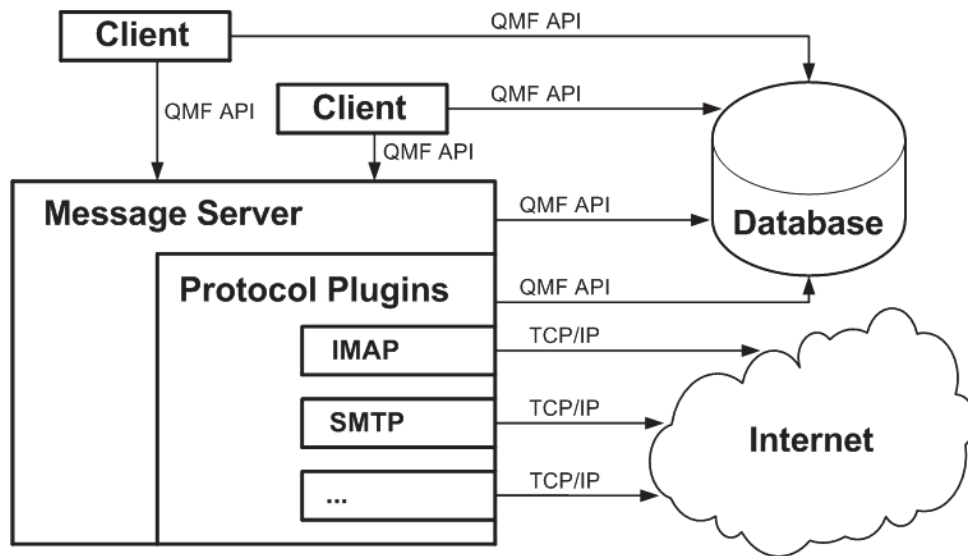 Client
QMF API
QMF API
Client
QMF API
QMF API
Message Server
QMF API
Database
Protocol Plugins
QMF API
IMAP
TCP/IP
SMTP
TCP/IP
Internet
...
TCP/IP